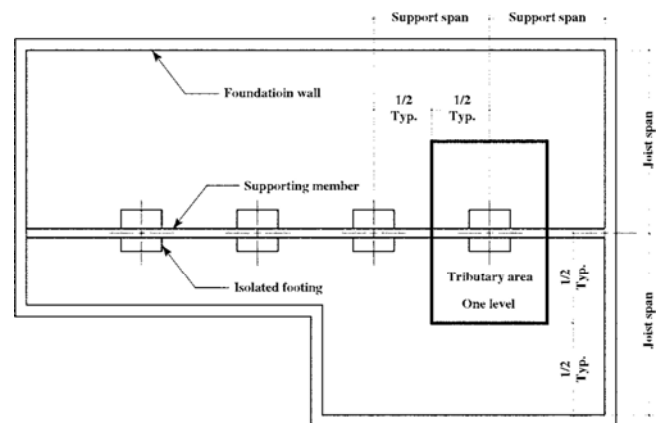 Support span
Support span
1/2
Typ.
1/2
Typ.
Foundatioin wall
Joist span
Supporting member
Isolated footing
Tributary area
One level
1/2
Typ.
1/2
Typ.
Joist span